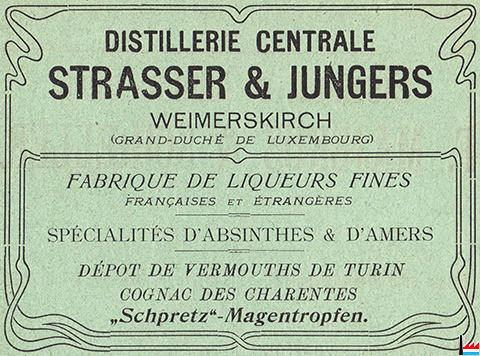 DISTILLERIE CENTRALE
STRASSER & JUNGERS
WEIMERSKIRCH
(GRAND-DUCHÉ DE LUXEMBOURG)
FABRIQUE DE LIQUEURS FINES
FRANÇAISES ET ÉTRANGÈRES
SPÉCIALITÉS D'ABSINTHES & D'AMERS
DÉPOT DE VERMOUTHS DE TURIN
COGNAC DES CHARENTES
„Schpretz“-Magentropfen.